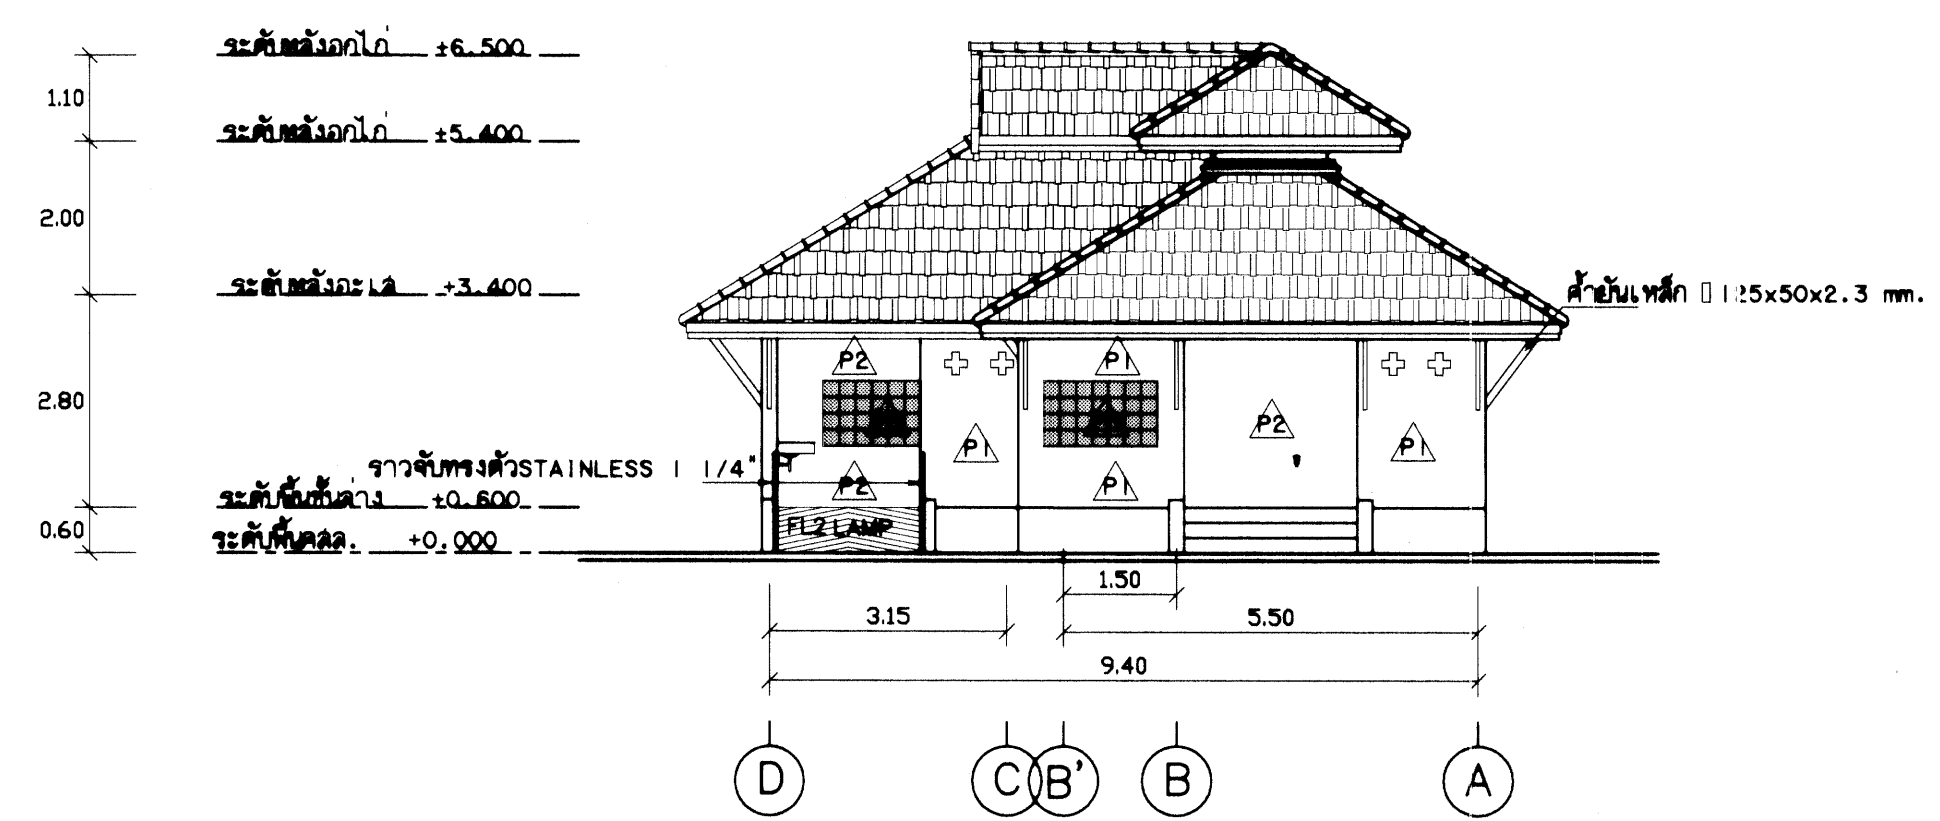 ระดับหลังอกไก่ ±6.500
1.10
ระดับหลังอกไก่ ±5.400
2.00
ระดับหลังอะเส +3.400
ค้ำยันเหล็ก 125x50x2.3 mm.
P2
P1
2.80
P2
P1
P1
ราวจับทรงตัวSTAINLESS 1 1/4"
P2
P1
ระดับพื้นชั้นล่าง ±0.600
0.60
FL2 LAMP
ระดับพื้นคสล. +0.000
1.50
3.15
5.50
9.40
D
C
B'
B
A